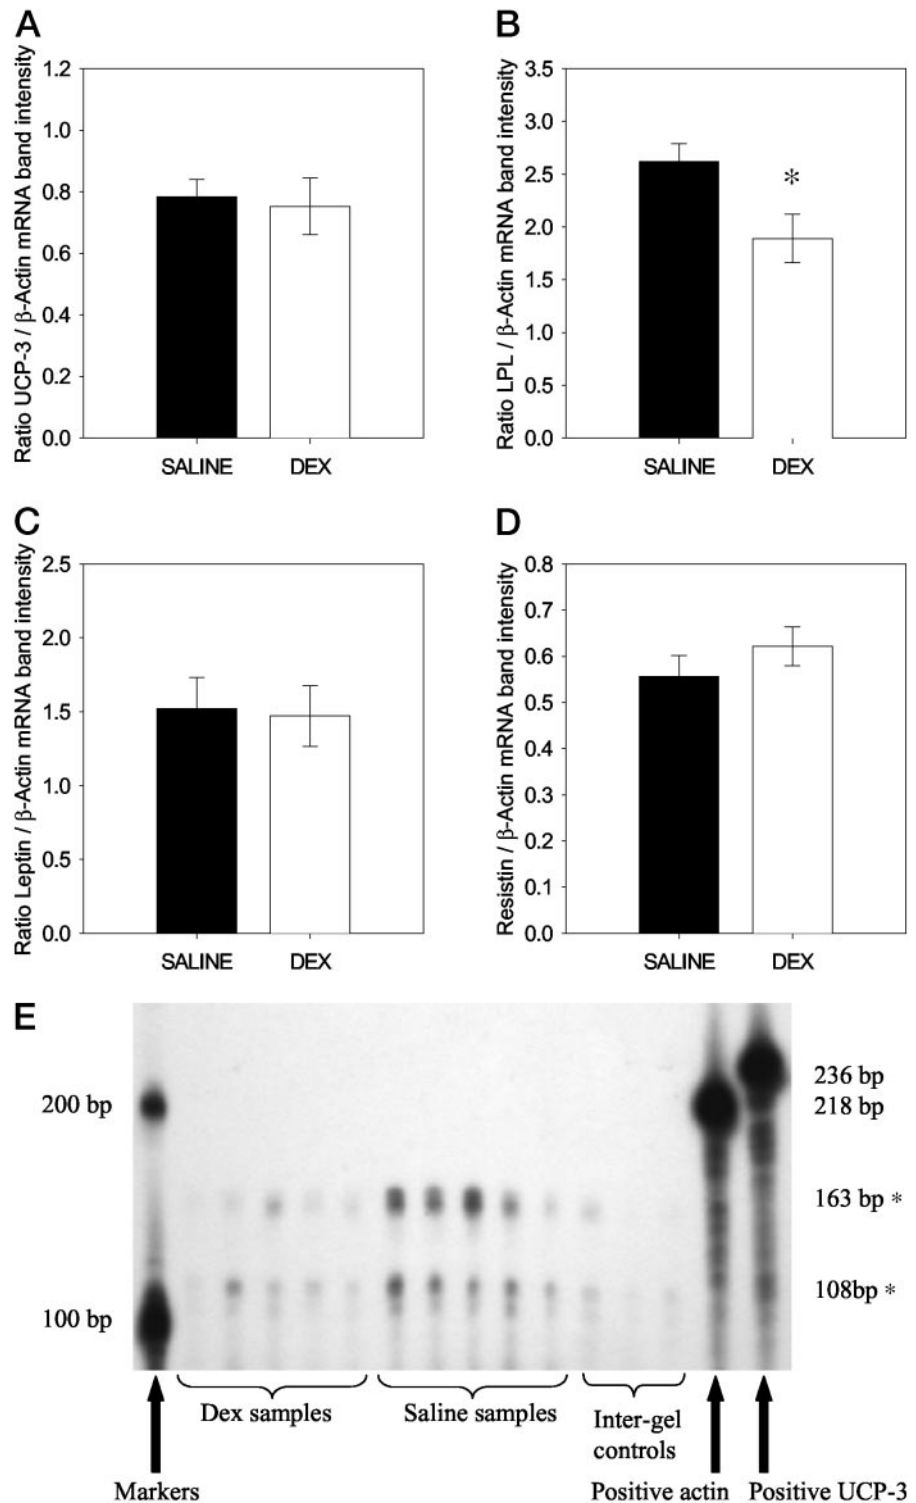 A
Ratio UCP-3 / β-Actin mRNA band intensity
1.2
1.0
0.8
0.6
0.4
0.2
0.0
SALINE
DEX
B
Ratio LPL / β-Actin mRNA band intensity
3.5
3.0
2.5
2.0
1.5
1.0
0.5
0.0
*
SALINE
DEX
C
Ratio Leptin / β-Actin mRNA band intensity
2.5
2.0
1.5
1.0
0.5
0.0
SALINE
DEX
D
Resistin / β-Actin mRNA band intensity
0.8
0.7
0.6
0.5
0.4
0.3
0.2
0.1
0.0
SALINE
DEX
E
200 bp
100 bp
236 bp
218 bp
163 bp *
108bp *
Dex samples
Saline samples
Inter-gel
controls
Markers
Positive actin
Positive UCP-3